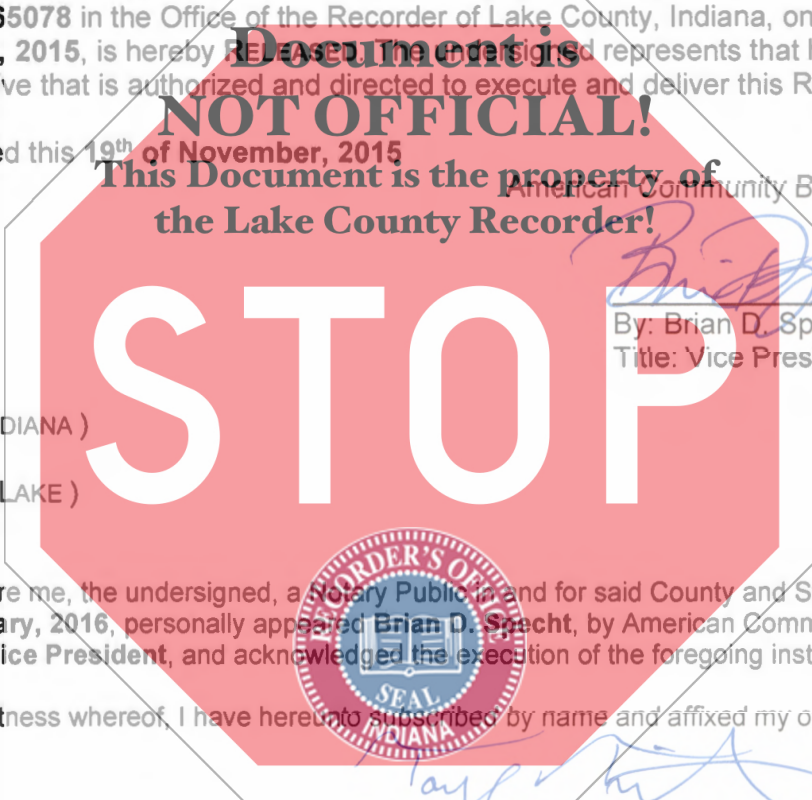 5078 in the Office of the Recorder of Lake County, Indiana, on
, 2015, is hereby RELEASED. The undersigned represents that
Document is
ve that is authorized and directed to execute and deliver this R
NOT OFFICIAL!
d this 19th of November, 2015
This Document is the property of
American Community B
the Lake County Recorder!
STOP
By: Brian D. Sp
Title: Vice Pres
DIANA )
LAKE )
re me, the undersigned, a Notary Public in and for said County and S
ary, 2016, personally appeared Brian D. Specht, by American Comm
ice President, and acknowledged the execution of the foregoing inst
tness whereof, I have hereunto subscribed by name and affixed my o
RECORDER'S OFFICE
SEAL
INDIANA